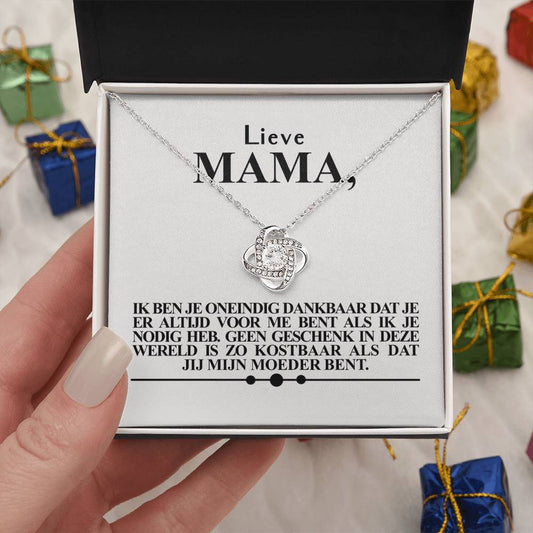 Lieve
MAMA,
IK BEN JE ONEINDIG DANKBAAR DAT JE
ER ALTIJD VOOR ME BENT ALS IK JE
NODIG HEB. GEEN GESCHENK IN DEZE
WERELD IS ZO KOSTBAAR ALS DAT
JIJ MIJN MOEDER BENT.